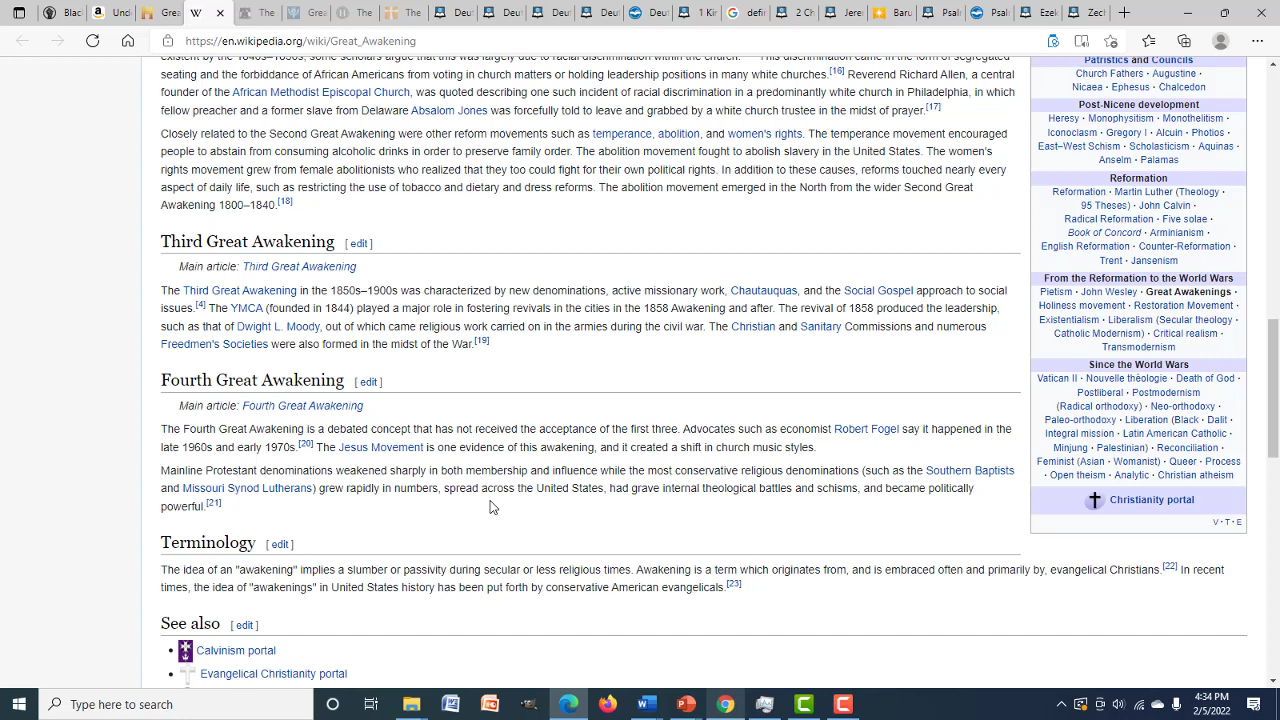 Blac
Und
Grea
W
The
Grea
The
The
Deu
Deu
Deu
Deu
Deu
1 Ki
G defir
2 Ch
Jere
Baru
Psal
Psal
Ezek
Zec
https://en.wikipedia.org/wiki/Great_Awakening
seating and the forbiddance of African Americans from voting in church matters or holding leadership positions in many white churches.[16] Reverend Richard Allen, a central
founder of the African Methodist Episcopal Church, was quoted describing one such incident of racial discrimination in a predominantly white church in Philadelphia, in which
fellow preacher and a former slave from Delaware Absalom Jones was forcefully told to leave and grabbed by a white church trustee in the midst of prayer.[17]
Closely related to the Second Great Awakening were other reform movements such as temperance, abolition, and women's rights. The temperance movement encouraged
people to abstain from consuming alcoholic drinks in order to preserve family order. The abolition movement fought to abolish slavery in the United States. The women's
rights movement grew from female abolitionists who realized that they too could fight for their own political rights. In addition to these causes, reforms touched nearly every
aspect of daily life, such as restricting the use of tobacco and dietary and dress reforms. The abolition movement emerged in the North from the wider Second Great
Awakening 1800–1840.[18]
Third Great Awakening [ edit ]
Main article: Third Great Awakening
The Third Great Awakening in the 1850s–1900s was characterized by new denominations, active missionary work, Chautauquas, and the Social Gospel approach to social
issues.[4] The YMCA (founded in 1844) played a major role in fostering revivals in the cities in the 1858 Awakening and after. The revival of 1858 produced the leadership,
such as that of Dwight L. Moody, out of which came religious work carried on in the armies during the civil war. The Christian and Sanitary Commissions and numerous
Freedmen's Societies were also formed in the midst of the War.[19]
Fourth Great Awakening [ edit ]
Main article: Fourth Great Awakening
The Fourth Great Awakening is a debated concept that has not received the acceptance of the first three. Advocates such as economist Robert Fogel say it happened in the
late 1960s and early 1970s.[20] The Jesus Movement is one evidence of this awakening, and it created a shift in church music styles.
Mainline Protestant denominations weakened sharply in both membership and influence while the most conservative religious denominations (such as the Southern Baptists
and Missouri Synod Lutherans) grew rapidly in numbers, spread across the United States, had grave internal theological battles and schisms, and became politically
powerful.[21]
Terminology [ edit ]
The idea of an "awakening" implies a slumber or passivity during secular or less religious times. Awakening is a term which originates from, and is embraced often and primarily by, evangelical Christians.[22] In recent
times, the idea of "awakenings" in United States history has been put forth by conservative American evangelicals.[23]
See also [ edit ]
Calvinism portal
Evangelical Christianity portal
Patristics and Councils
Church Fathers · Augustine ·
Nicaea · Ephesus · Chalcedon
Post-Nicene development
Heresy · Monophysitism · Monothelitism ·
Iconoclasm · Gregory I · Alcuin · Photios ·
East–West Schism · Scholasticism · Aquinas ·
Anselm · Palamas
Reformation
Reformation · Martin Luther (Theology ·
95 Theses) · John Calvin ·
Radical Reformation · Five solae ·
Book of Concord · Arminianism ·
English Reformation · Counter-Reformation ·
Trent · Jansenism
From the Reformation to the World Wars
Pietism · John Wesley · Great Awakenings ·
Holiness movement · Restoration Movement ·
Existentialism · Liberalism (Secular theology ·
Catholic Modernism) · Critical realism ·
Transmodernism
Since the World Wars
Vatican II · Nouvelle théologie · Death of God ·
Postliberal · Postmodernism
(Radical orthodoxy) · Neo-orthodoxy ·
Paleo-orthodoxy · Liberation (Black · Dalit ·
Integral mission · Latin American Catholic ·
Minjung · Palestinian) · Reconciliation ·
Feminist (Asian · Womanist) · Queer · Process ·
Open theism · Analytic · Christian atheism
Christianity portal
V · T · E
Type here to search
4:34 PM
2/5/2022